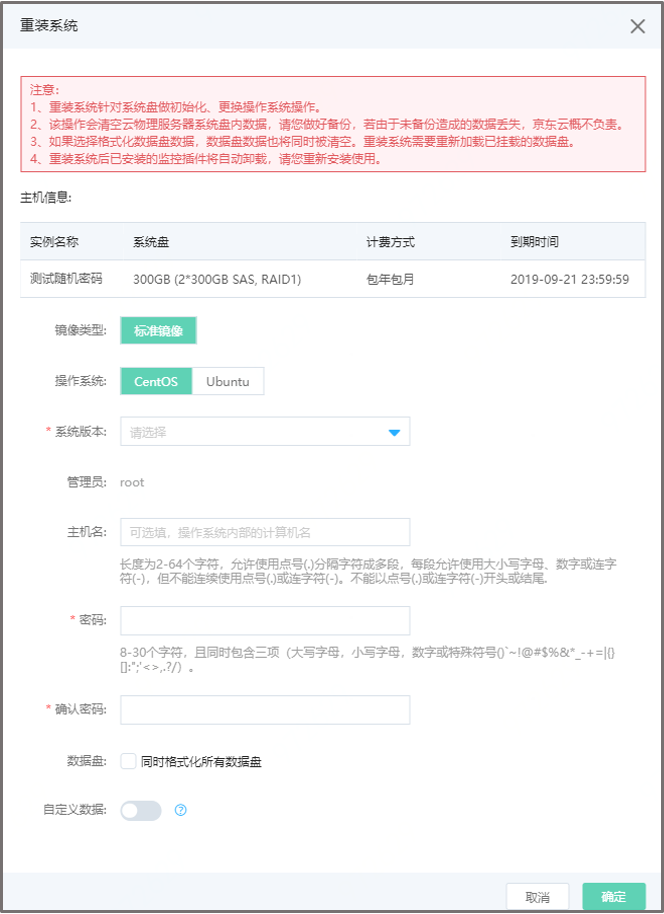 重装系统
注意:
1、重装系统针对系统盘做初始化、更换操作系统操作。
2、该操作会清空云物理服务器系统盘内数据，请您做好备份，若由于未备份造成的数据丢失，京东云概不负责。
3、如果选择格式化数据盘数据，数据盘数据也将同时被清空。重装系统需要重新加载已挂载的数据盘。
4、重装系统后已安装的监控插件将自动卸载，请您重新安装使用。
主机信息:
实例名称 系统盘 计费方式 到期时间
测试随机密码 300GB (2*300GB SAS, RAID1) 包年包月 2019-09-21 23:59:59
镜像类型: 标准镜像
操作系统: CentOS Ubuntu
* 系统版本: 请选择
管理员: root
主机名: 可选填，操作系统内部的计算机名
长度为2-64个字符，允许使用点号(.)分隔字符成多段，每段允许使用大小写字母、数字或连字
符(-)，但不能连续使用点号(.)或连字符(-)。不能以点号(.)或连字符(-)开头或结尾.
* 密码:
8-30个字符，且同时包含三项（大写字母，小写字母，数字或特殊符号()`~!@#$%&*_-+=|{}
[]:";'<>,.?/）。
* 确认密码:
数据盘: 同时格式化所有数据盘
自定义数据: ?
取消 确定